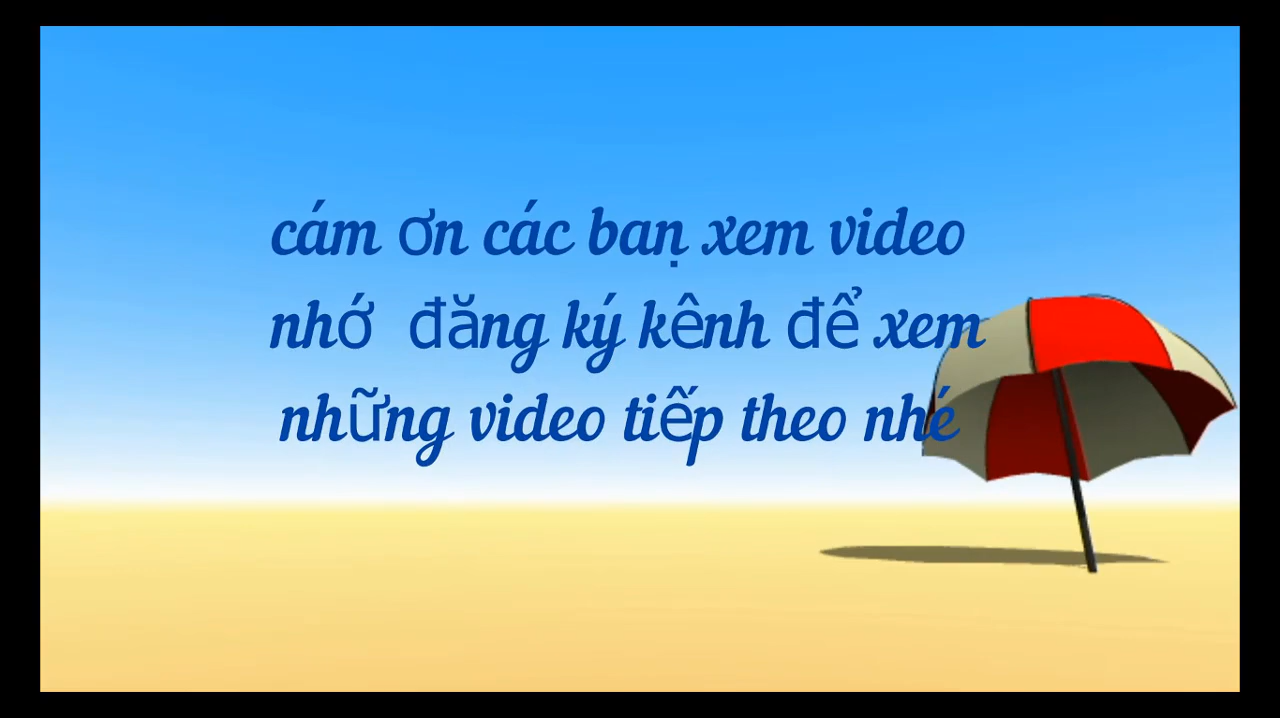 cám ơn các bạn xem video
nhớ đăng ký kênh để xem
những video tiếp theo nhé